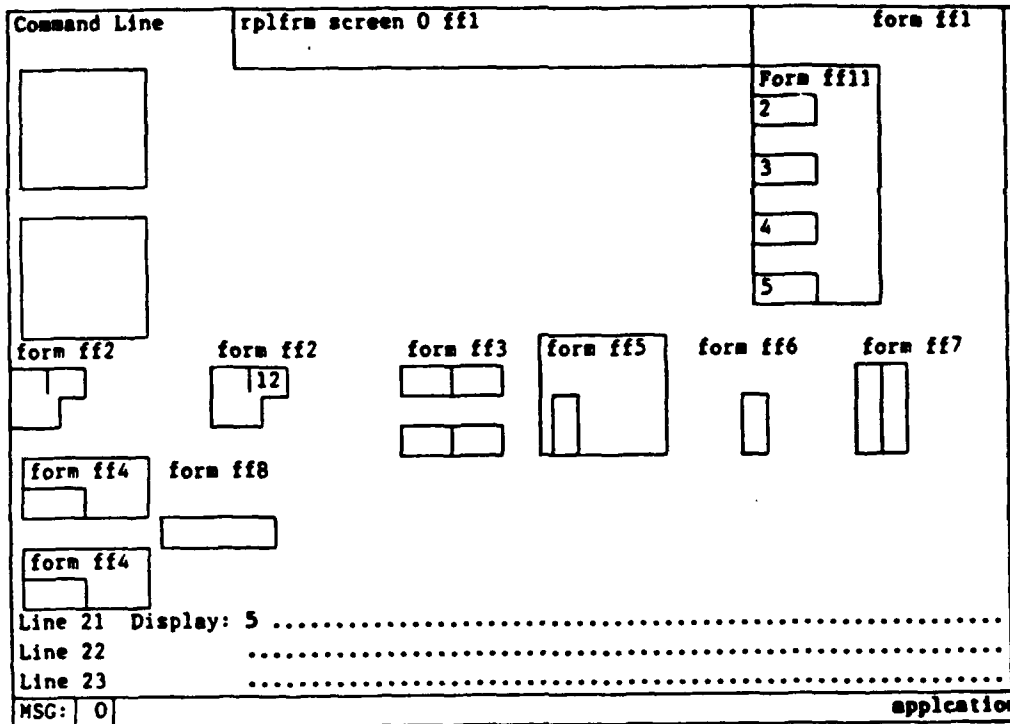 Command Line rplfrm screen 0 ff1 form ff1
Form ff11
2
3
4
5
form ff2 form ff2 form ff3 form ff5 form ff6 form ff7
12
form ff4 form ff8
form ff4
Line 21 Display: 5 ............................................................
Line 22 ..............................................................
Line 23 ..............................................................
MSG: 0 applcation